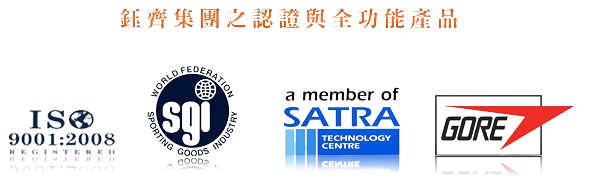 鈺齊集團之認證與全功能產品
ISO
9001:2008
REGISTERED
WORLD FEDERATION
sgi
SPORTING GOODS INDUSTRY
a member of
SATRA
TECHNOLOGY
CENTRE
GORE